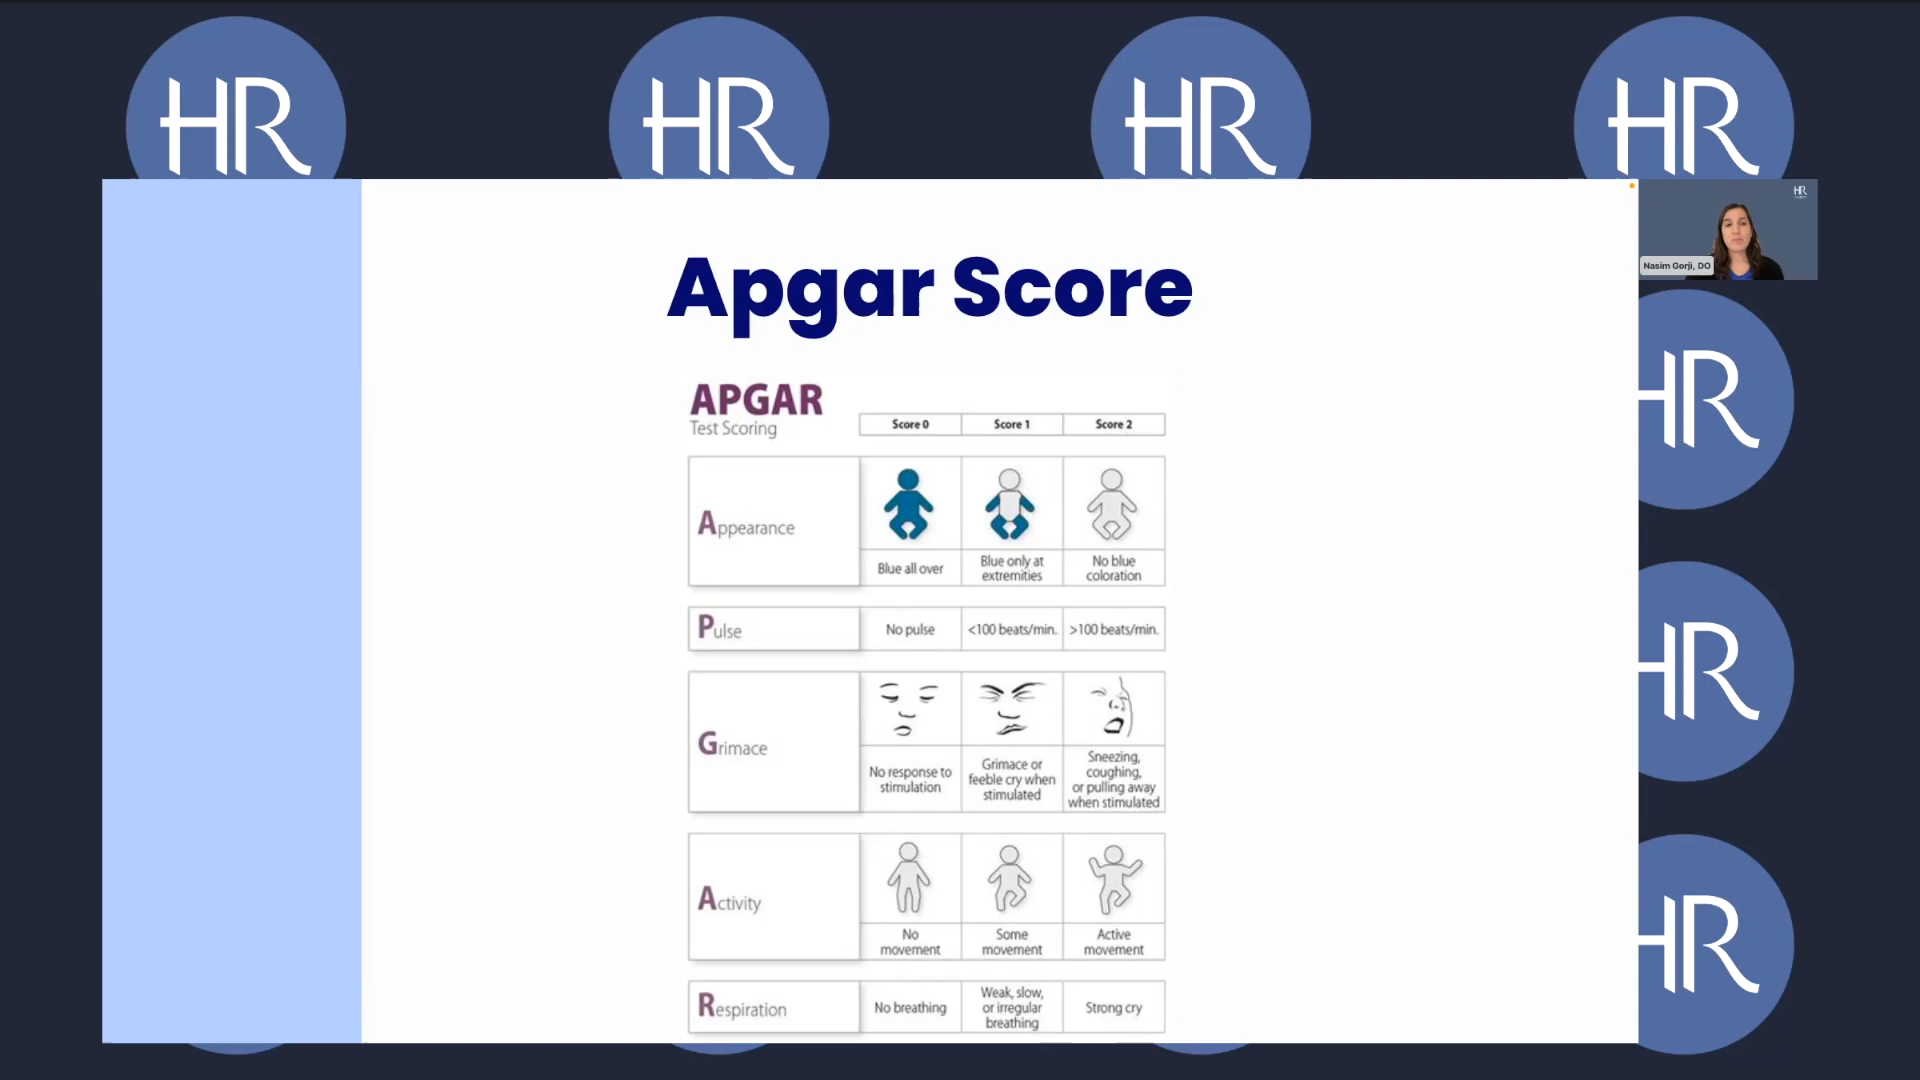 HR
HR
HR
HR
HR
Nasim Gorji, DO
Apgar Score
APGAR
Test Scoring
Score 0
Score 1
Score 2
Appearance
Blue all over
Blue only at
extremities
No blue
coloration
Pulse
No pulse
<100 beats/min.
>100 beats/min.
Grimace
No response to
stimulation
Grimace or
feeble cry when
stimulated
Sneezing,
coughing,
or pulling away
when stimulated
Activity
No
movement
Some
movement
Active
movement
Respiration
No breathing
Weak, slow,
or irregular
breathing
Strong cry
HR
HR
HR